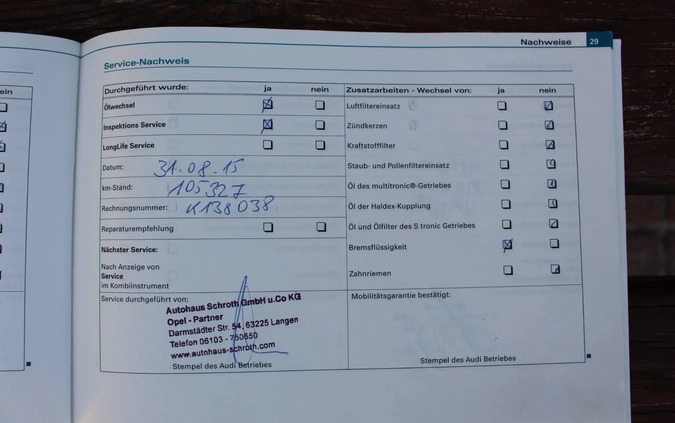 Nachweise 29
Service-Nachweis
Durchgeführt wurde: ja nein
Ölwechsel
Inspektions Service
LongLife Service
Datum: 31.08.15
km-Stand: 105 327
Rechnungsnummer: K138038
Reparaturempfehlung
Nächster Service:
Nach Anzeige von
Service
im Kombiinstrument
Service durchgeführt von:
Autohaus Schroth GmbH u.Co KG
Opel - Partner
Darmstädter Str. 54, 63225 Langen
Telefon 06103 - 750650
www.autohaus-schroth.com
Stempel des Audi Betriebes
Zusatzarbeiten - Wechsel von: ja nein
Luftfiltereinsatz
Zündkerzen
Kraftstofffilter
Staub- und Pollenfiltereinsatz
Öl des multitronic®-Getriebes
Öl der Haldex-Kupplung
Öl und Ölfilter des S tronic Getriebes
Bremsflüssigkeit
Zahnriemen
Mobilitätsgarantie bestätigt:
Stempel des Audi Betriebes